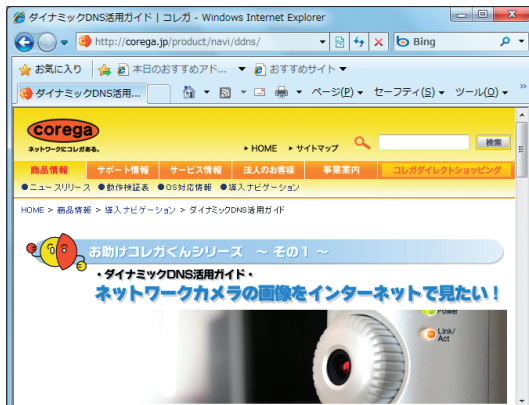 ダイナミックDNS活用ガイド | コレガ - Windows Internet Explorer
http://corega.jp/product/navi/ddns/
Bing
お気に入り
本日のおすすめアド...
おすすめサイト
ダイナミックDNS活用...
ページ(P)
セーフティ(S)
ツール(O)
»
corega
ネットワークにコレガある。
HOME
サイトマップ
検索
商品情報
サポート情報
サービス情報
法人のお客様
事業案内
コレガダイレクトショッピング
●ニュースリリース ●動作検証表 ●OS対応情報 ●導入ナビゲーション
HOME > 商品情報 > 導入ナビゲーション > ダイナミックDNS活用ガイド
お助けコレガくんシリーズ ～ その１ ～
・ダイナミックDNS活用ガイド・
ネットワークカメラの画像をインターネットで見たい！
Power
Link/
Act